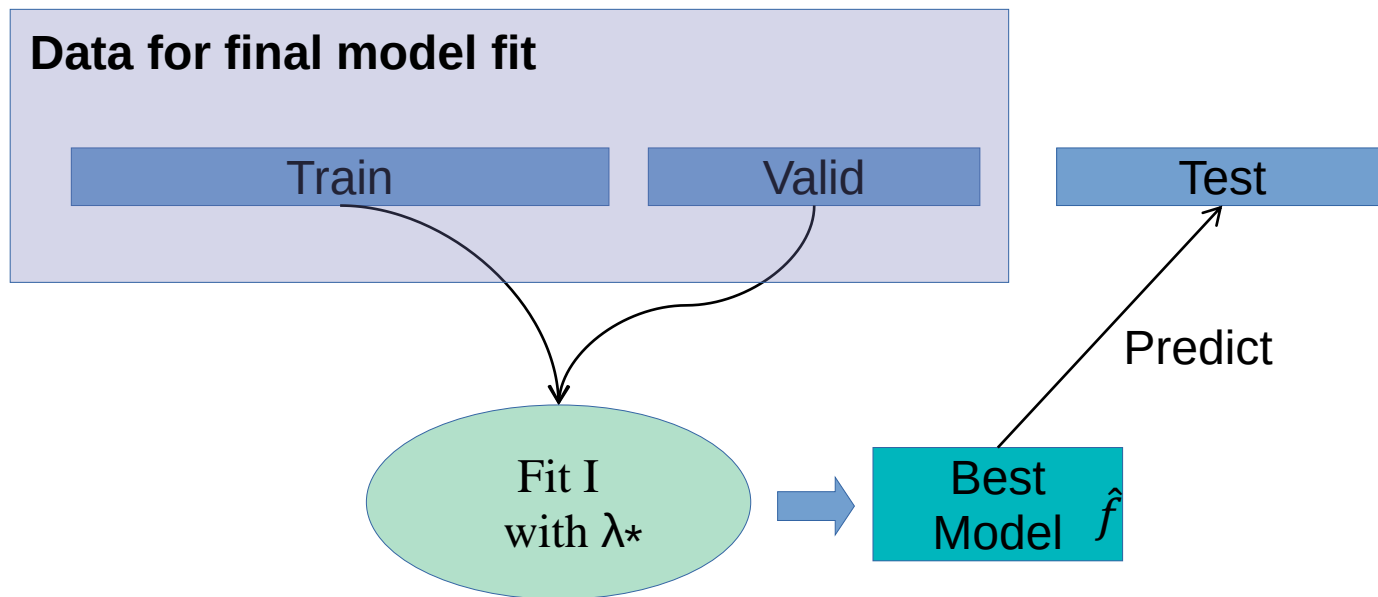 Data for final model fit
Train
Valid
Test
Predict
Fit I
with λ*
Best
Model f̂